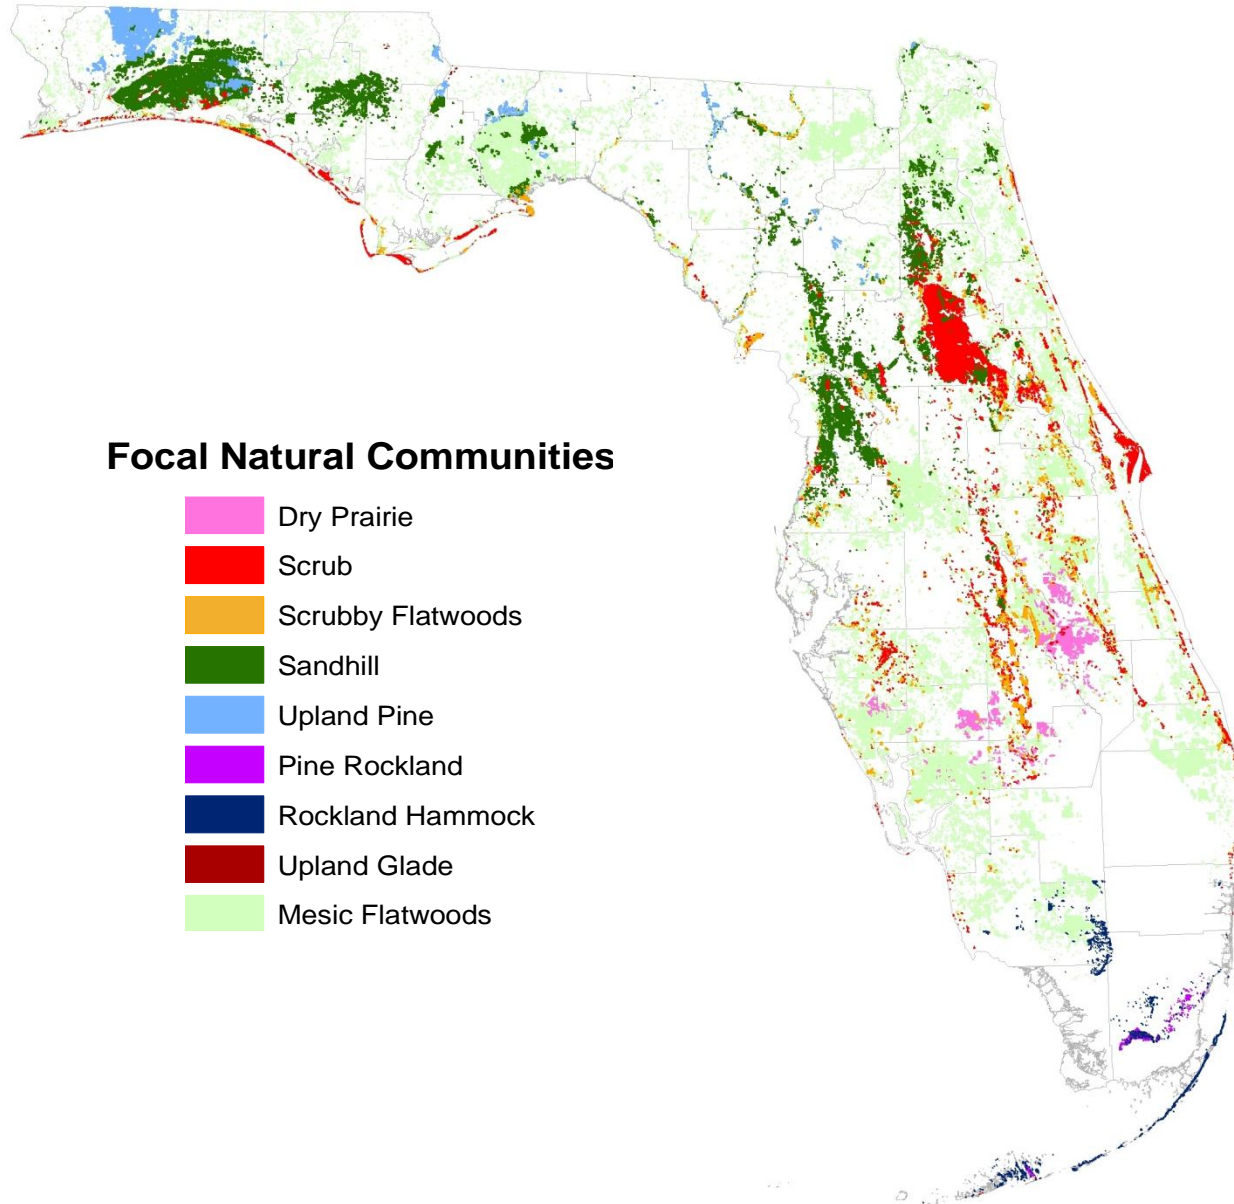 Focal Natural Communities
Dry Prairie
Scrub
Scrubby Flatwoods
Sandhill
Upland Pine
Pine Rockland
Rockland Hammock
Upland Glade
Mesic Flatwoods